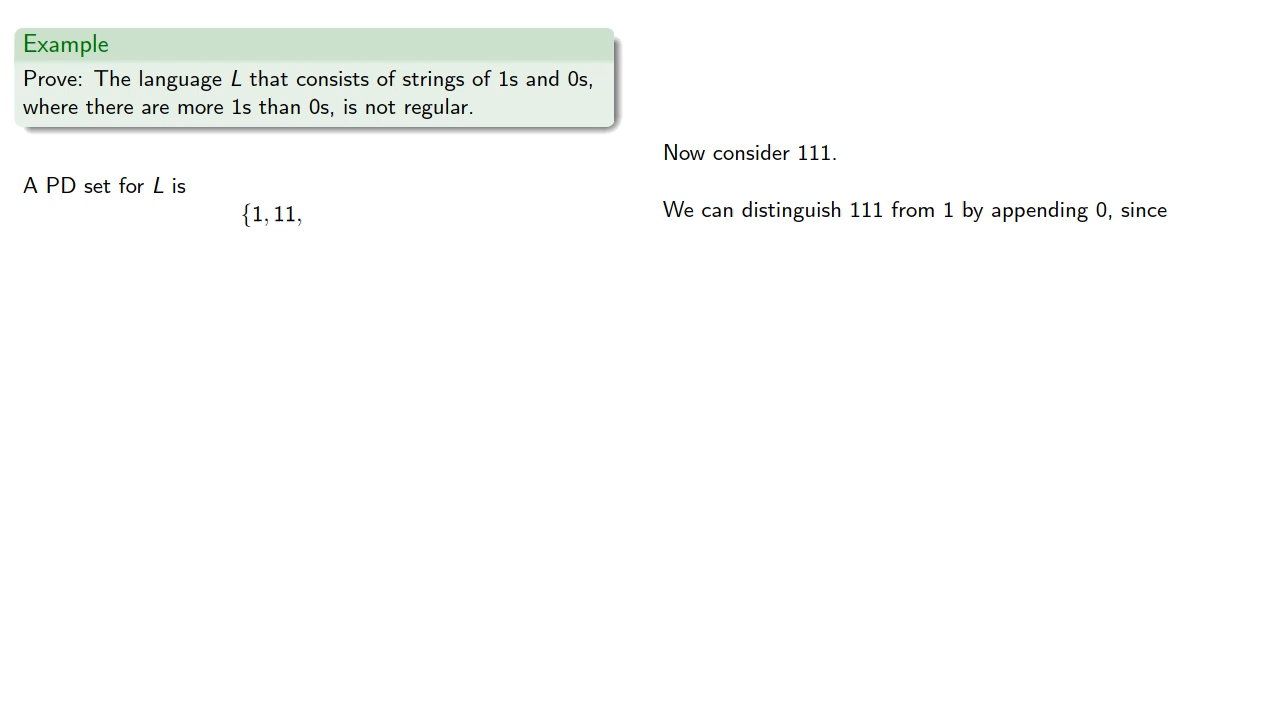 Example
Prove: The language L that consists of strings of 1s and 0s,
where there are more 1s than 0s, is not regular.
A PD set for L is
{1, 11,
Now consider 111.
We can distinguish 111 from 1 by appending 0, since